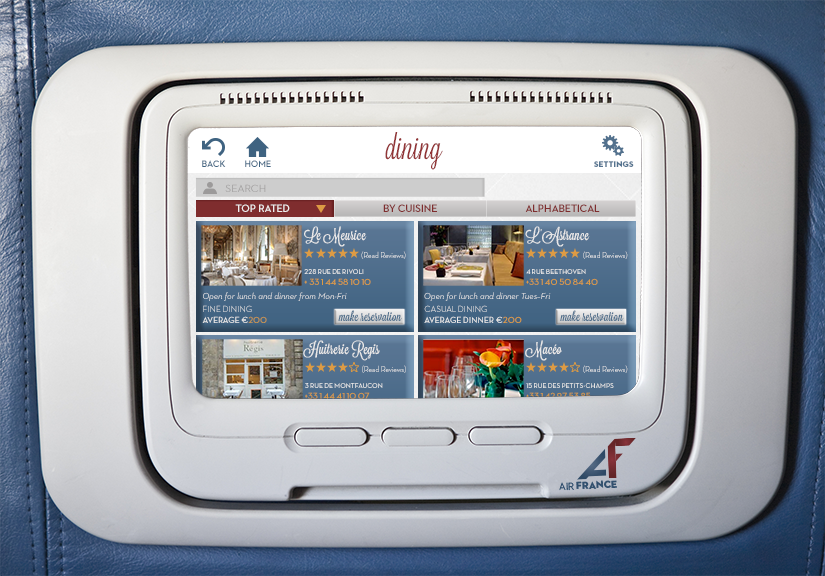 dining
BACK
HOME
SETTINGS
SEARCH
TOP RATED
BY CUISINE
ALPHABETICAL
Le Meurice
(Read Reviews)
228 RUE DE RIVOLI
+33 1 44 58 10 10
Open for lunch and dinner from Mon-Fri
FINE DINING
AVERAGE €200
make reservation
L'Astrance
(Read Reviews)
4 RUE BEETHOVEN
+33 1 40 50 84 40
Open for lunch and dinner Tues-Fri
CASUAL DINING
AVERAGE DINNER €200
make reservation
Régis
Huitrerie Regis
(Read Reviews)
3 RUE DE MONTFAUCON
+33 1 44 41 10 07
Macéo
(Read Reviews)
15 RUE DES PETITS-CHAMPS
+33 1 42 97 53 85
AF
AIR FRANCE